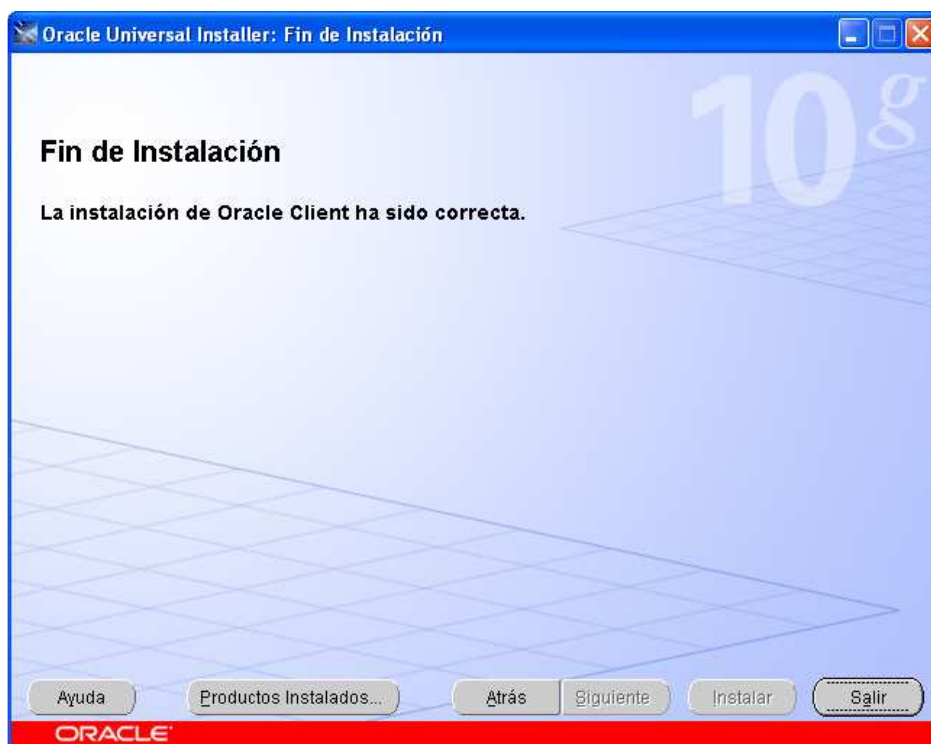 Oracle Universal Installer: Fin de Instalación
10g
Fin de Instalación
La instalación de Oracle Client ha sido correcta.
Ayuda
Productos Instalados...
Atrás
Siguiente
Instalar
Salir
ORACLE